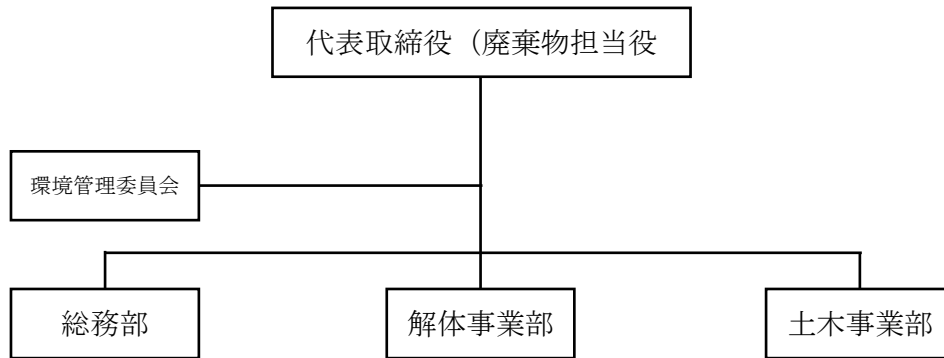 代表取締役（廃棄物担当役
環境管理委員会
総務部
解体事業部
土木事業部